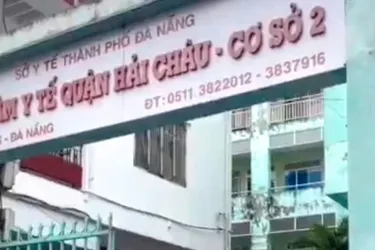 SỞ Y TẾ THÀNH PHỐ ĐÀ NẴNG
Y TẾ QUẬN HẢI CHÂU - CƠ SỞ 2
- ĐÀ NẴNG
ĐT: 0511 3822012 - 3837916